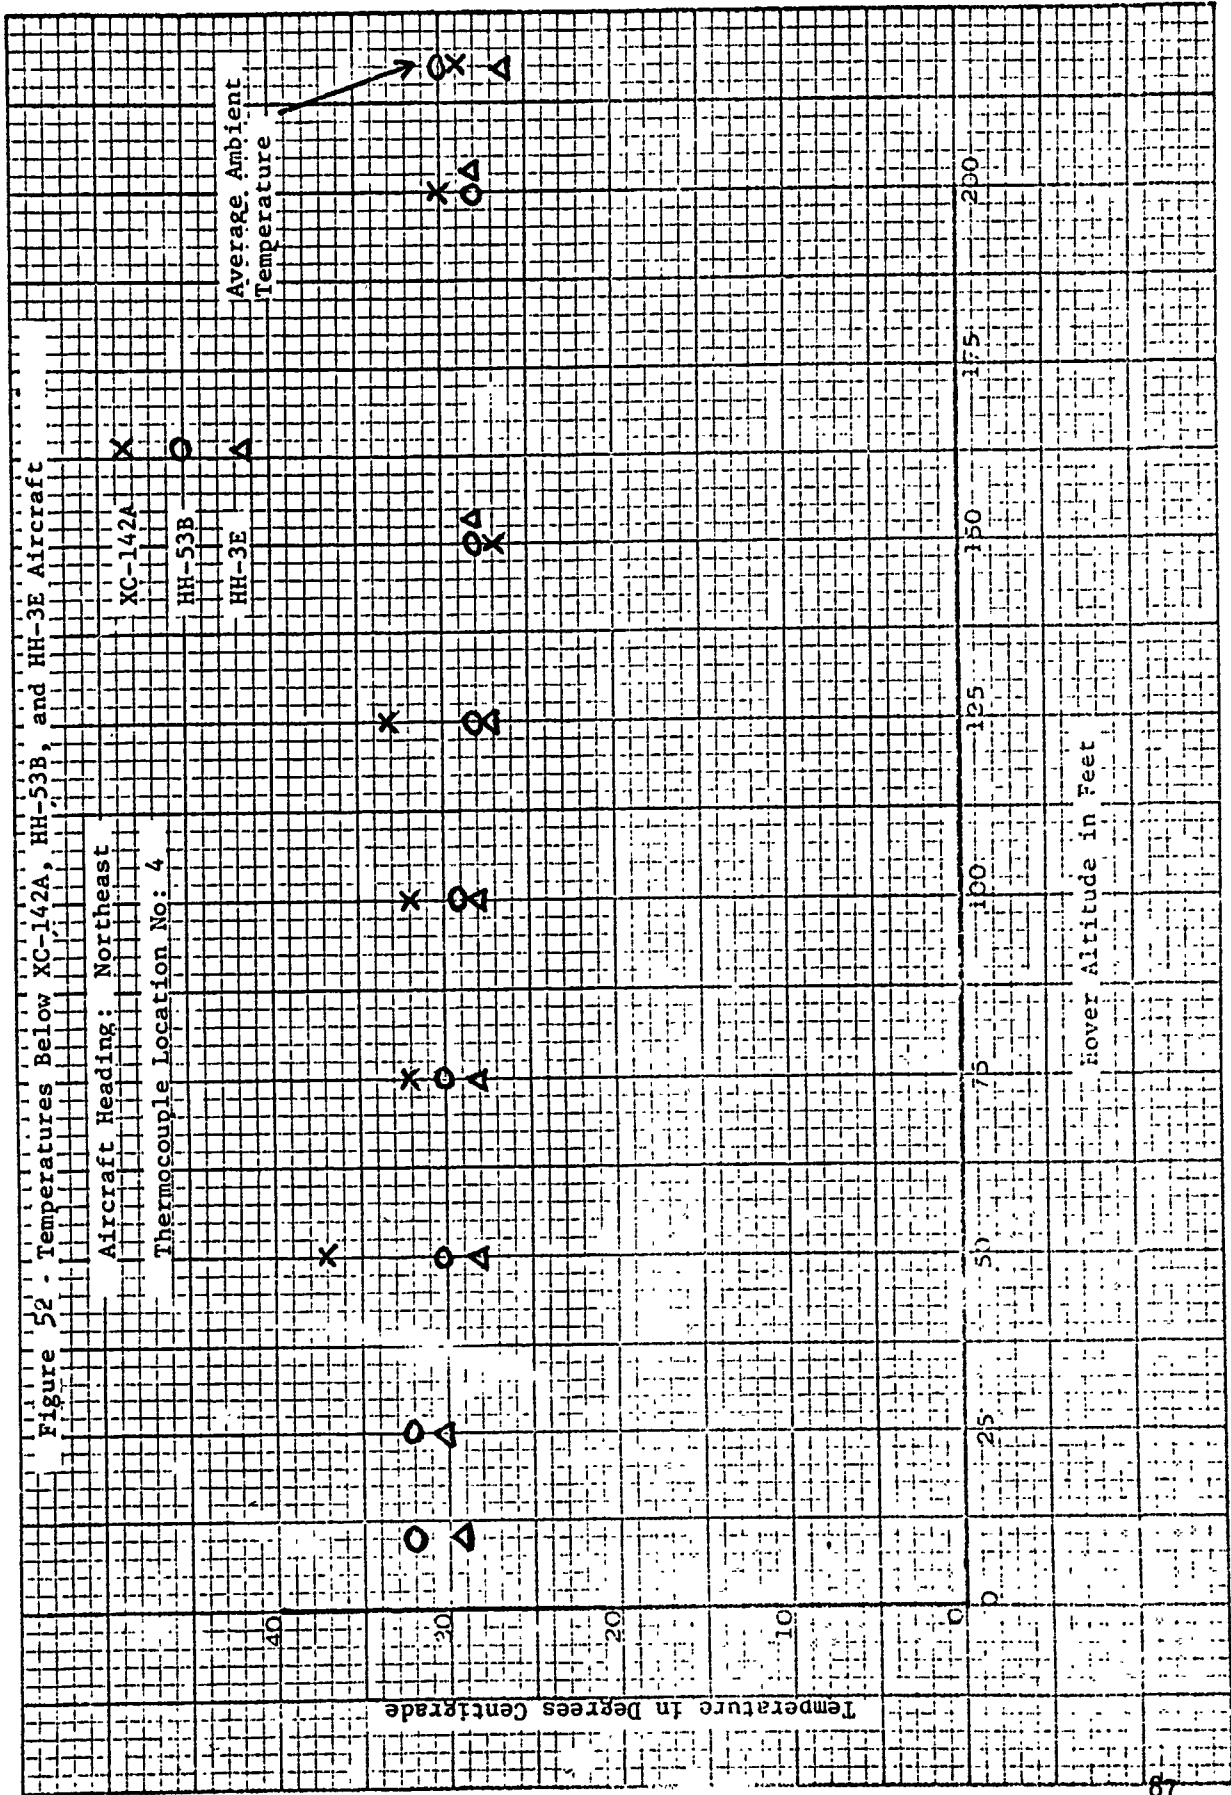 Figure 52 - Temperatures Below XC-142A, HH-53B, and HH-3E Aircraft
Aircraft Heading: Northeast
Thermocouple Location No: 4
XC-142A X
HH-53B O
HH-3E Δ
Average Ambient
Temperature
Temperature in Degrees Centigrade
40
30
20
10
0
0 25 50 75 100 125 150 175 200
Hover Altitude in Feet
87